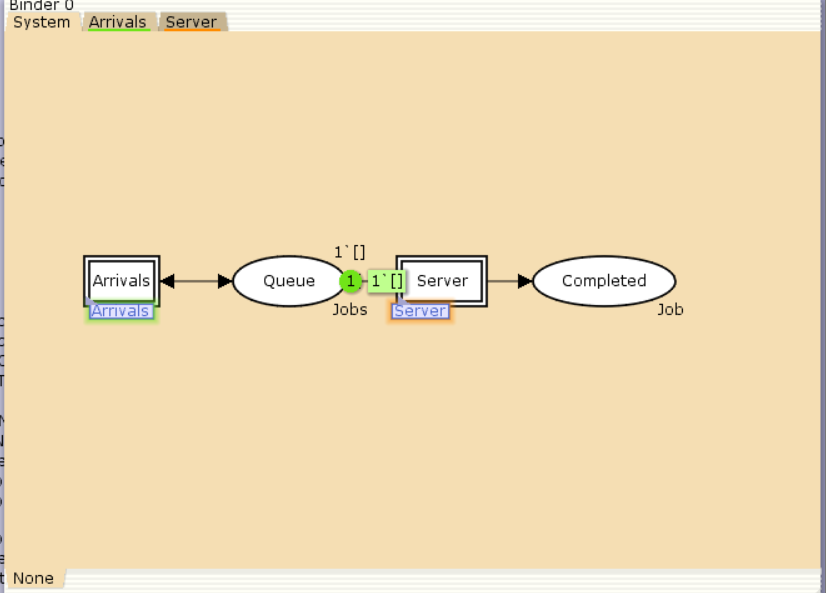 Binder 0
System Arrivals Server
1`[]
Arrivals Queue 1 1`[] Server Completed
Arrivals Jobs Server Job
None